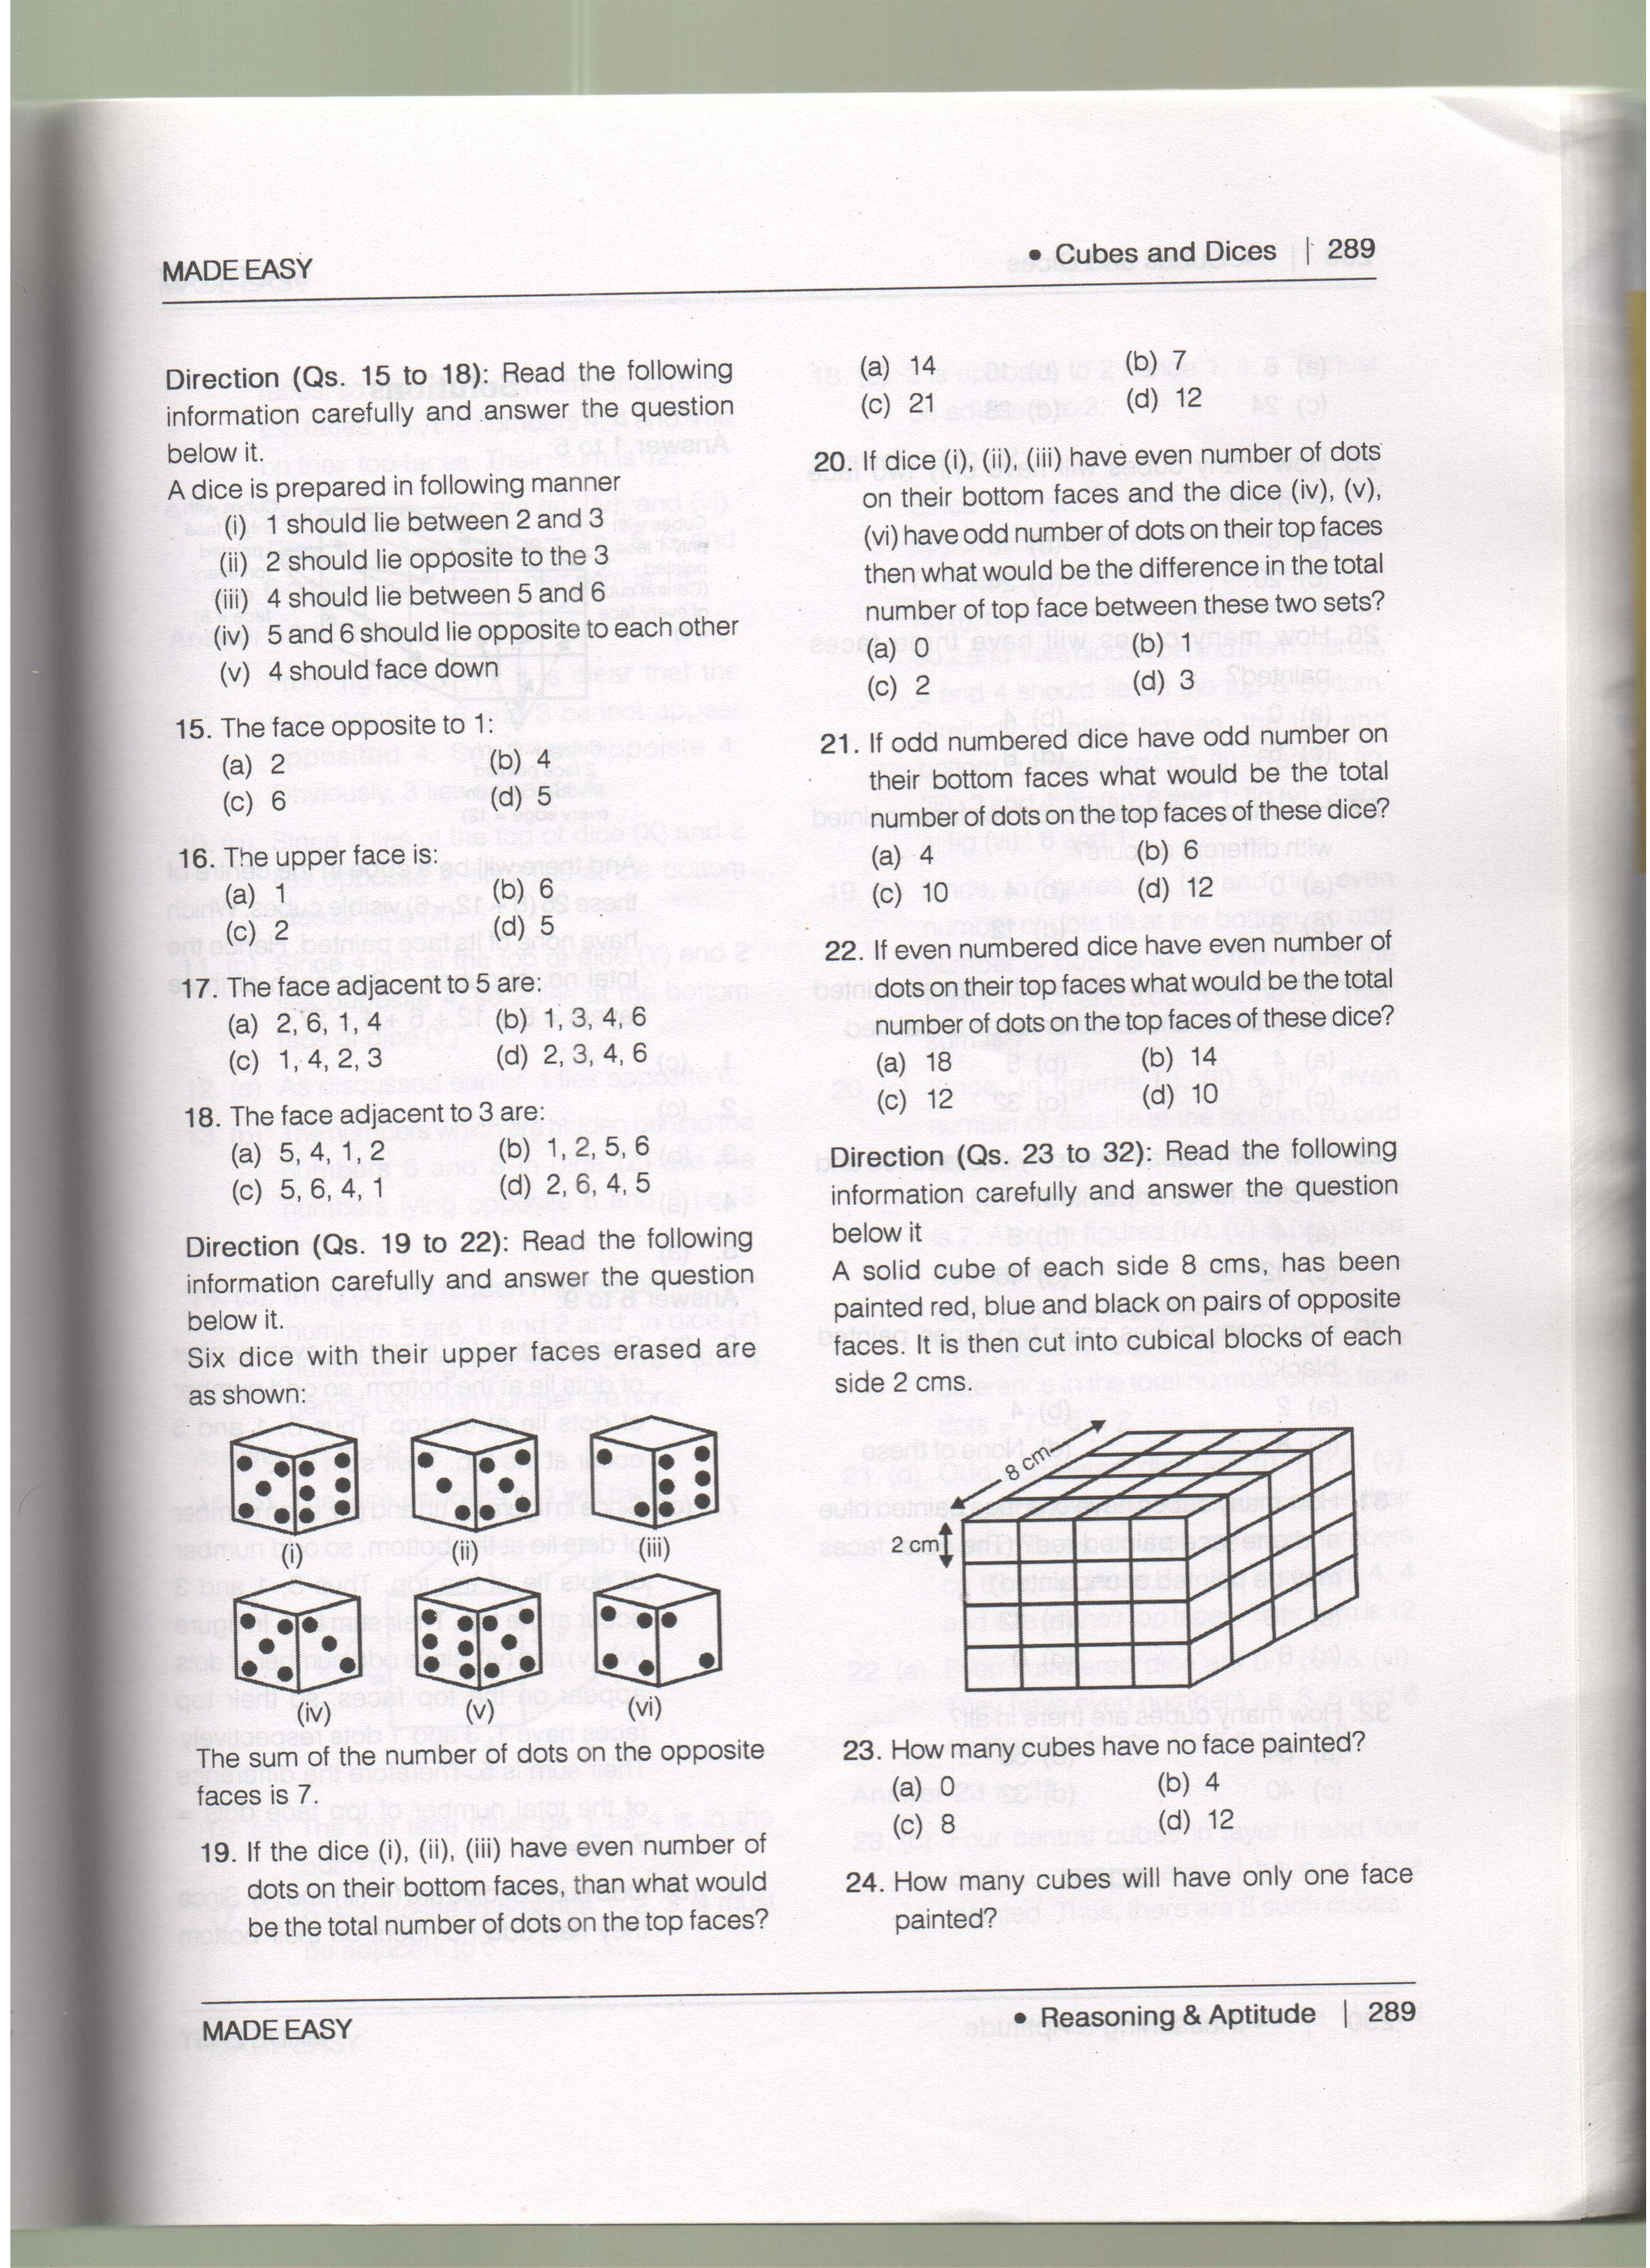 MADE EASY
• Cubes and Dices | 289
Direction (Qs. 15 to 18): Read the following
information carefully and answer the question
below it.
A dice is prepared in following manner
(i) 1 should lie between 2 and 3
(ii) 2 should lie opposite to the 3
(iii) 4 should lie between 5 and 6
(iv) 5 and 6 should lie opposite to each other
(v) 4 should face down
15. The face opposite to 1:
(a) 2 (b) 4
(c) 6 (d) 5
16. The upper face is:
(a) 1 (b) 6
(c) 2 (d) 5
17. The face adjacent to 5 are:
(a) 2, 6, 1, 4 (b) 1, 3, 4, 6
(c) 1, 4, 2, 3 (d) 2, 3, 4, 6
18. The face adjacent to 3 are:
(a) 5, 4, 1, 2 (b) 1, 2, 5, 6
(c) 5, 6, 4, 1 (d) 2, 6, 4, 5
Direction (Qs. 19 to 22): Read the following
information carefully and answer the question
below it.
Six dice with their upper faces erased are
as shown:
(i) (ii) (iii)
(iv) (v) (vi)
The sum of the number of dots on the opposite
faces is 7.
19. If the dice (i), (ii), (iii) have even number of
dots on their bottom faces, than what would
be the total number of dots on the top faces?
(a) 14 (b) 7
(c) 21 (d) 12
20. If dice (i), (ii), (iii) have even number of dots
on their bottom faces and the dice (iv), (v),
(vi) have odd number of dots on their top faces
then what would be the difference in the total
number of top face between these two sets?
(a) 0 (b) 1
(c) 2 (d) 3
21. If odd numbered dice have odd number on
their bottom faces what would be the total
number of dots on the top faces of these dice?
(a) 4 (b) 6
(c) 10 (d) 12
22. If even numbered dice have even number of
dots on their top faces what would be the total
number of dots on the top faces of these dice?
(a) 18 (b) 14
(c) 12 (d) 10
Direction (Qs. 23 to 32): Read the following
information carefully and answer the question
below it
A solid cube of each side 8 cms, has been
painted red, blue and black on pairs of opposite
faces. It is then cut into cubical blocks of each
side 2 cms.
8 cm
2 cm
23. How many cubes have no face painted?
(a) 0 (b) 4
(c) 8 (d) 12
24. How many cubes will have only one face
painted?
MADE EASY
• Reasoning & Aptitude | 289